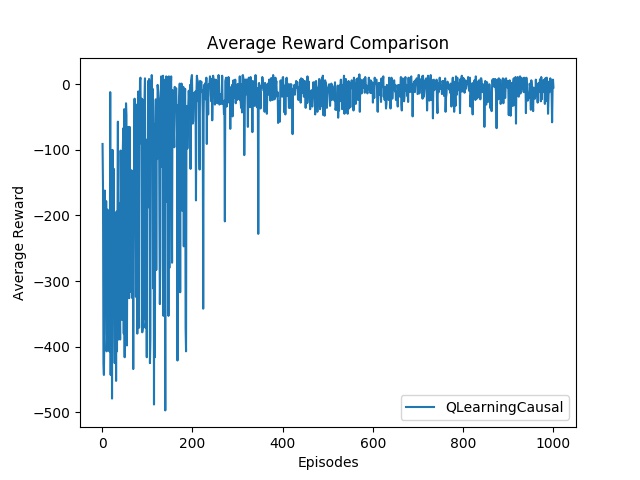 Average Reward Comparison
Average Reward
0
−100
−200
−300
−400
−500
QLearningCausal
0 200 400 600 800 1000
Episodes